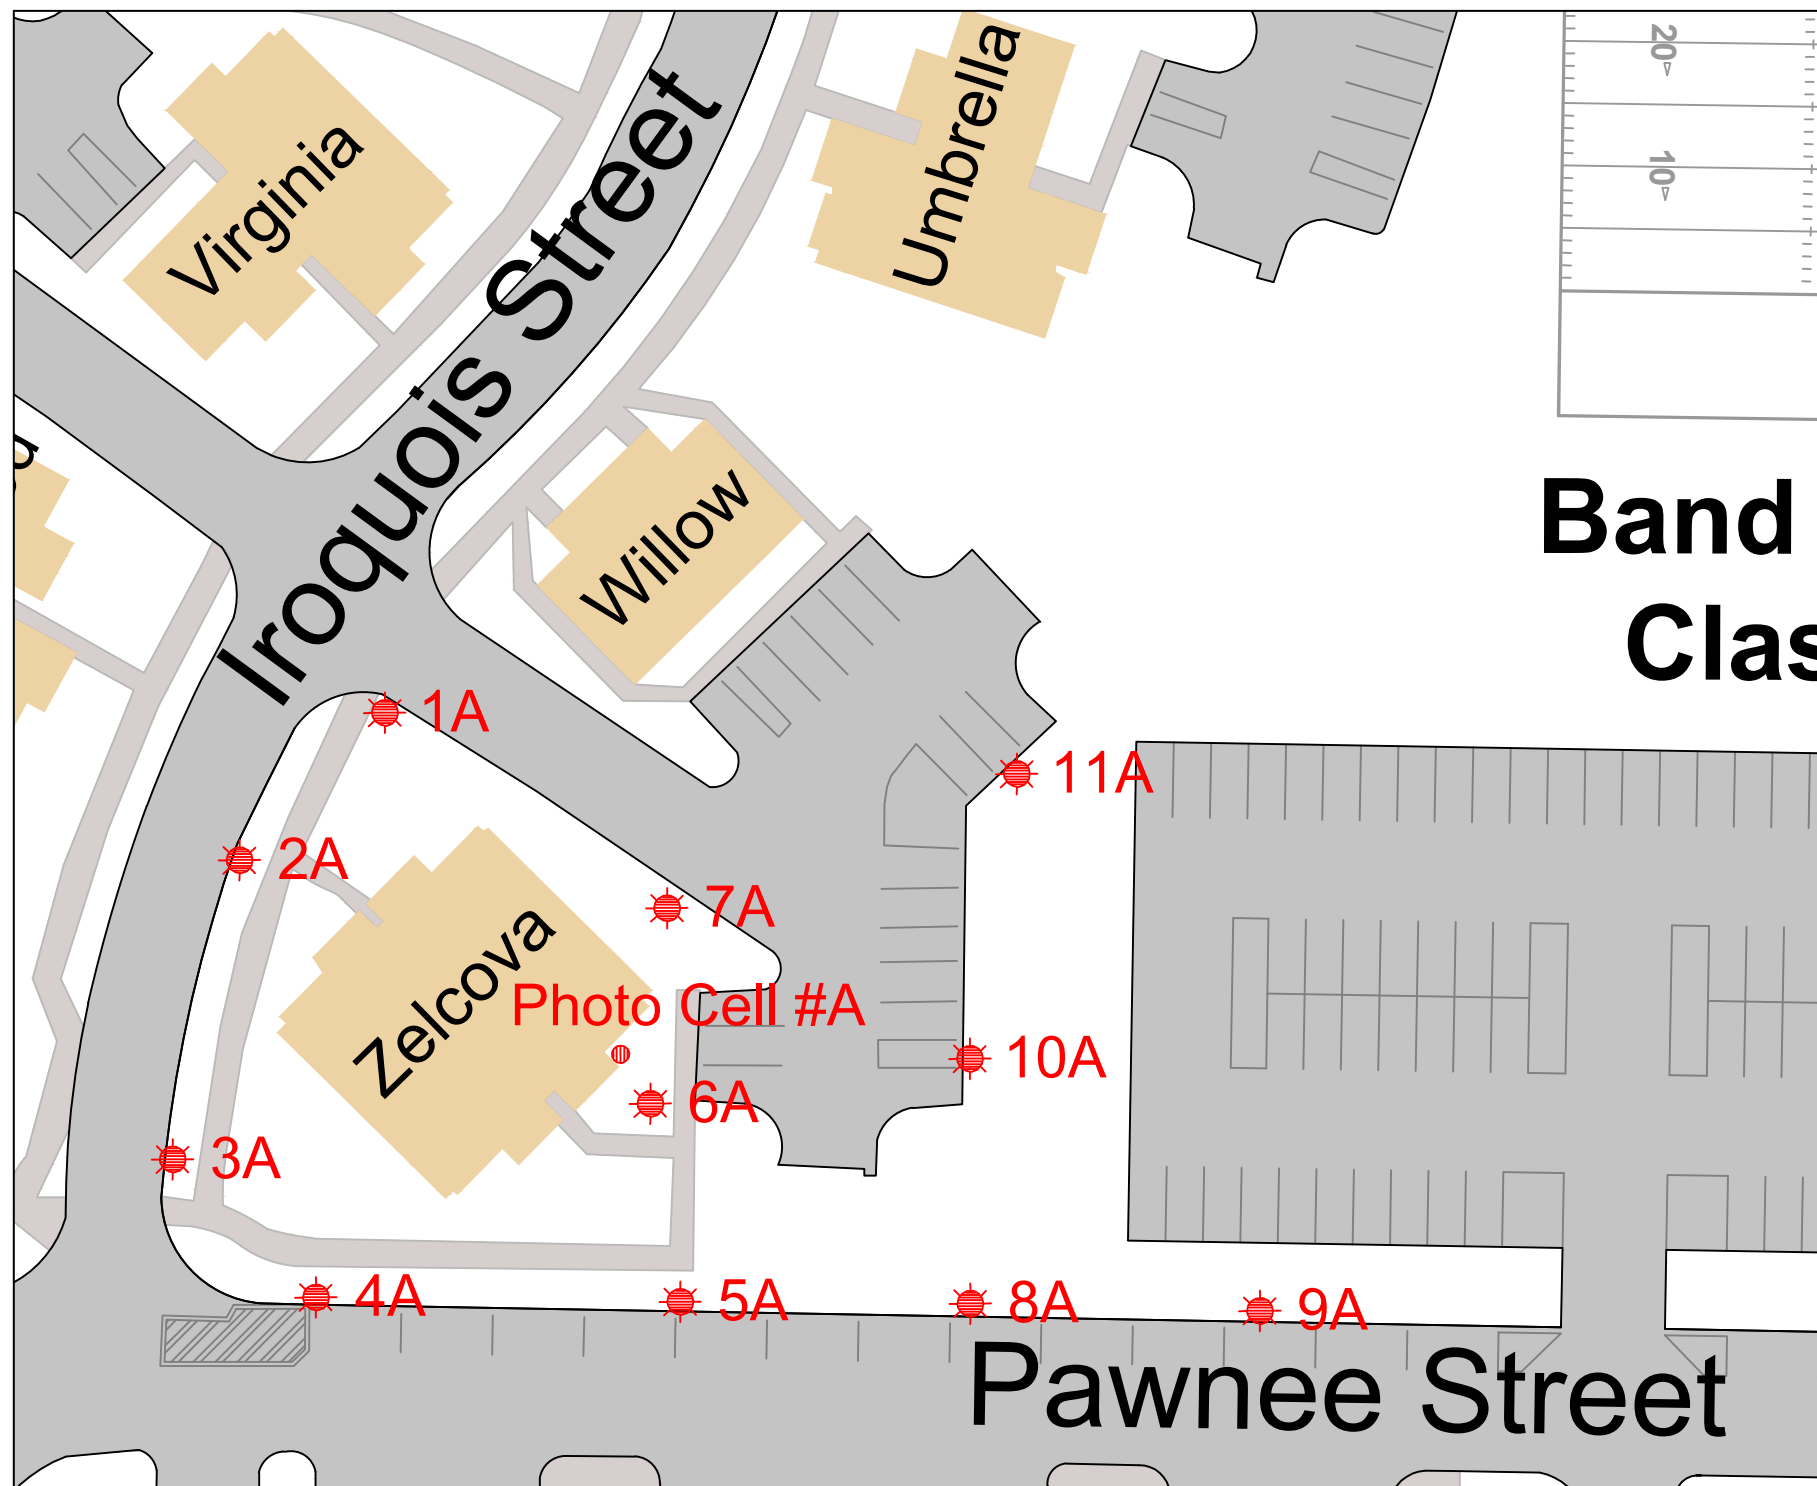 Virginia
Iroquois Street
Umbrella
20
10
Willow
Band
Clas
1A
11A
2A
7A
Zelcova
Photo Cell #A
10A
6A
3A
4A
5A
8A
9A
Pawnee Street